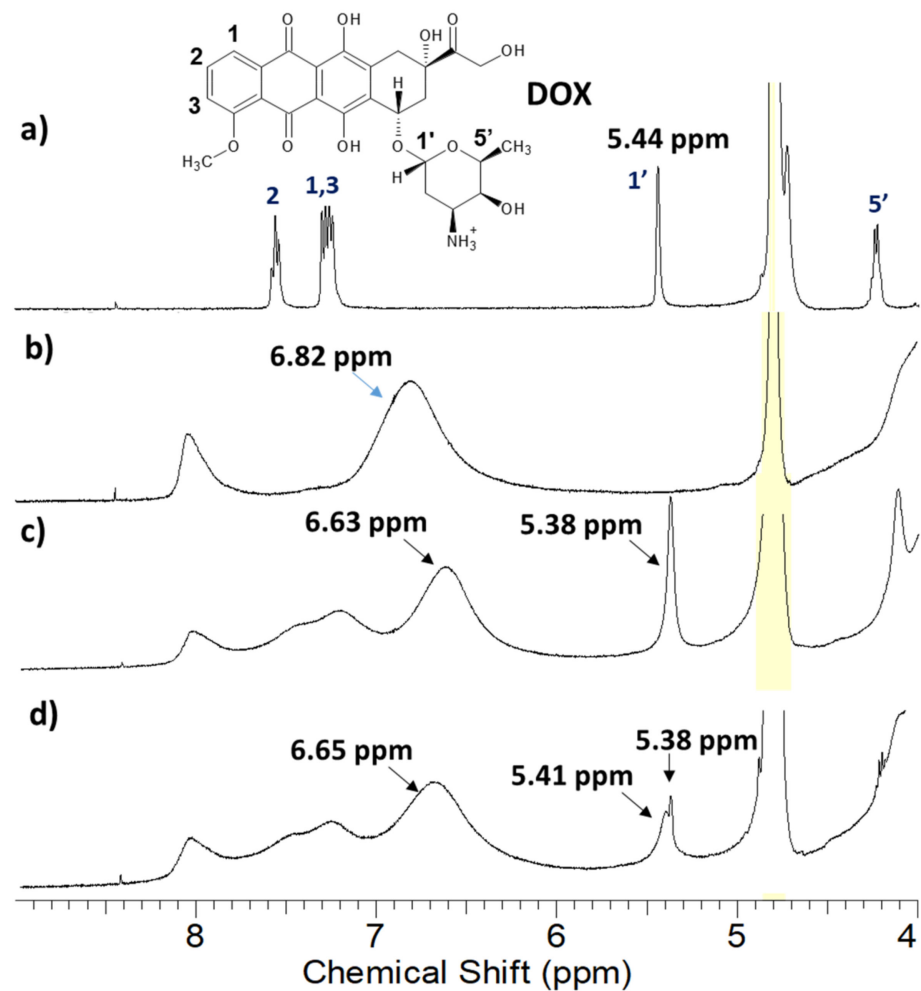 O
OH
O
1
OH
OH
2
H
DOX
3
a)
1'
5'
5.44 ppm
O
O
CH3
H3C
O
O
OH
1,3
H
1’
2
OH
5’
NH3+
b)
6.82 ppm
c)
6.63 ppm
5.38 ppm
d)
5.38 ppm
6.65 ppm
5.41 ppm
8 7 6 5 4
Chemical Shift (ppm)